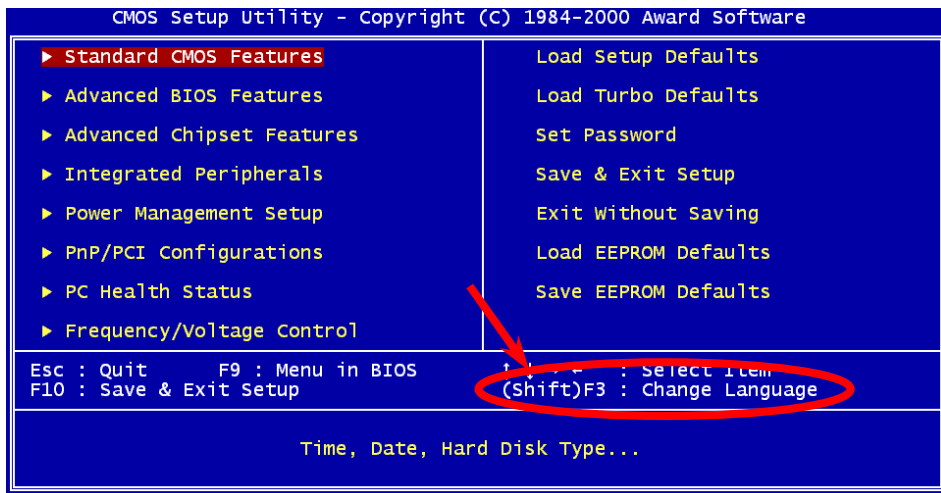 CMOS Setup Utility - Copyright (C) 1984-2000 Award Software
▶ Standard CMOS Features
▶ Advanced BIOS Features
▶ Advanced Chipset Features
▶ Integrated Peripherals
▶ Power Management Setup
▶ PnP/PCI Configurations
▶ PC Health Status
▶ Frequency/Voltage Control
Load Setup Defaults
Load Turbo Defaults
Set Password
Save & Exit Setup
Exit Without Saving
Load EEPROM Defaults
Save EEPROM Defaults
Esc : Quit F9 : Menu in BIOS
F10 : Save & Exit Setup
↑ ↓ → ← : Select Item
(Shift)F3 : Change Language
Time, Date, Hard Disk Type...